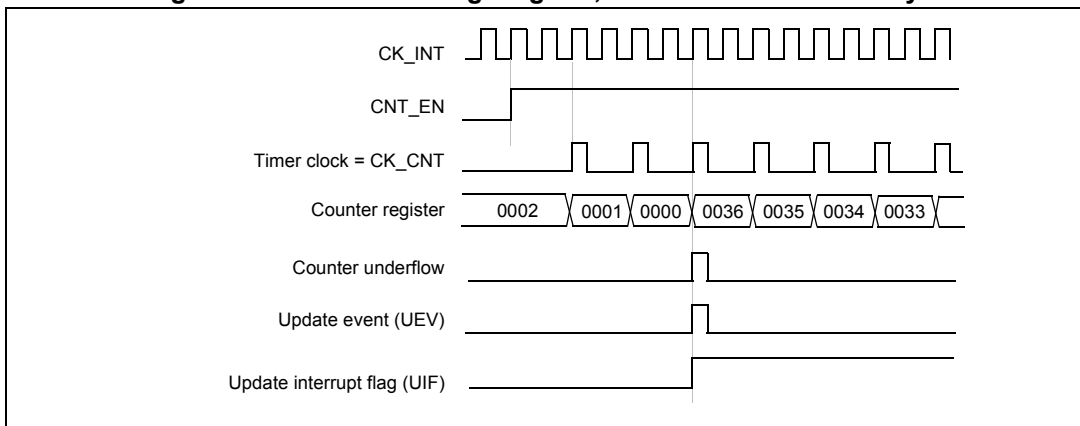 CK_INT
CNT_EN
Timer clock = CK_CNT
Counter register 0002 0001 0000 0036 0035 0034 0033
Counter underflow
Update event (UEV)
Update interrupt flag (UIF)